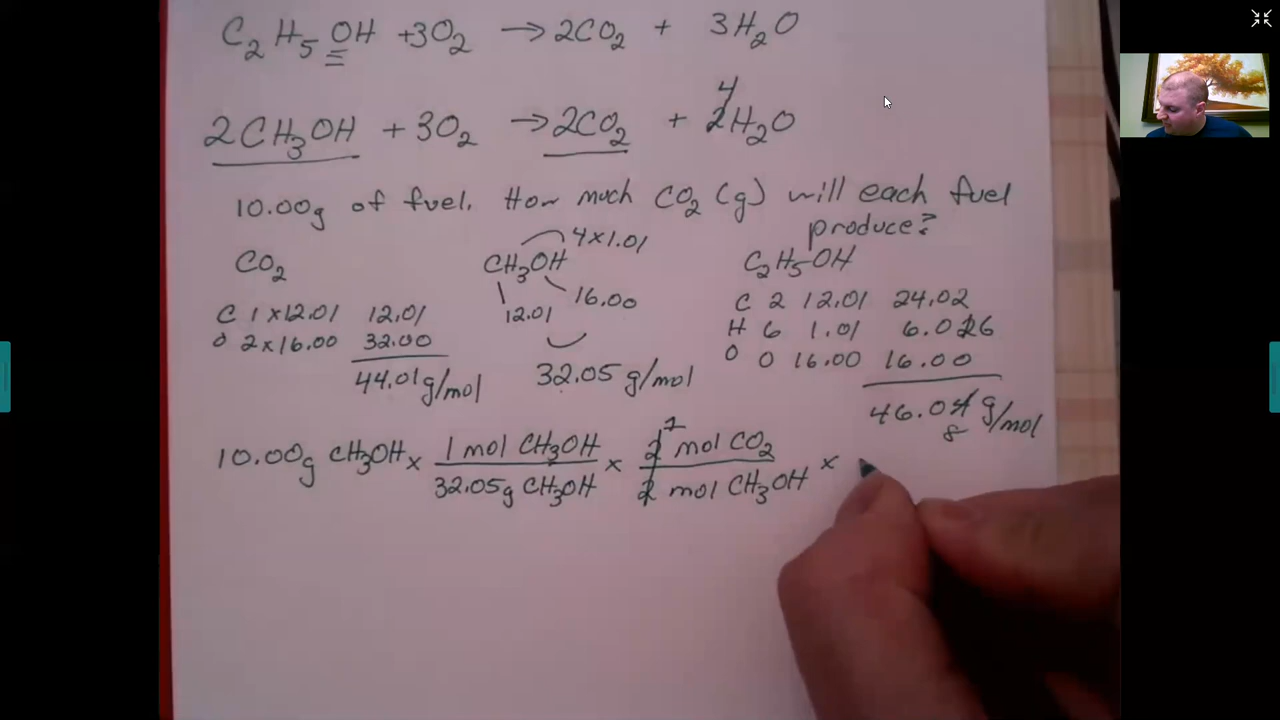 C2H5OH + 3O2 → 2CO2 + 3H2O
4
2CH3OH + 3O2 → 2CO2 + 2H2O
10.00g of fuel. How much CO2 (g) will each fuel
produce?
CO2
C 1 x 12.01 12.01
O 2 x 16.00 32.00
44.01 g/mol
4 x 1.01
CH3OH
16.00
12.01
32.05 g/mol
C2H5OH
C 2 12.01 24.02
H 6 1.01 6.06
O 0 16.00 16.00
46.04 g/mol
8
10.00g CH3OH x 1 mol CH3OH x 2 1 mol CO2 x
32.05g CH3OH 2 mol CH3OH